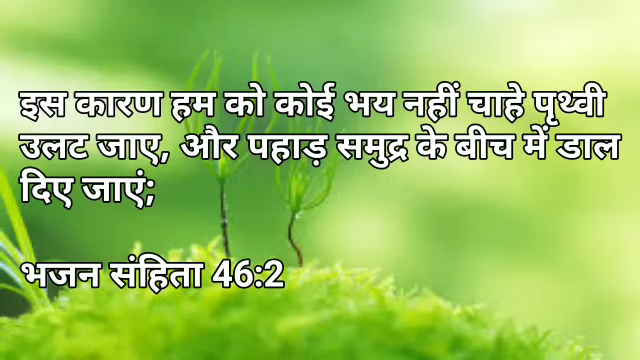 इस कारण हम को कोई भय नहीं चाहे पृथ्वी
उलट जाए, और पहाड़ समुद्र के बीच में डाल
दिए जाएं;
भजन संहिता 46:2